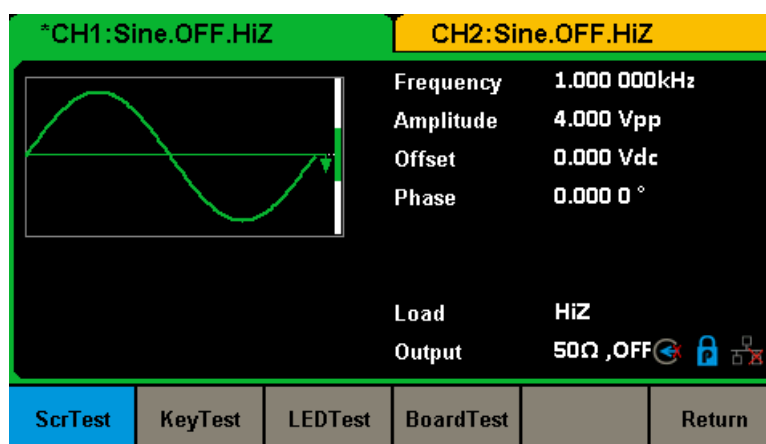 *CH1:Sine.OFF.HiZ
CH2:Sine.OFF.HiZ
Frequency 1.000 000kHz
Amplitude 4.000 Vpp
Offset 0.000 Vdc
Phase 0.000 0 °
Load HiZ
Output 50Ω ,OFF
P
ScrTest KeyTest LEDTest BoardTest Return